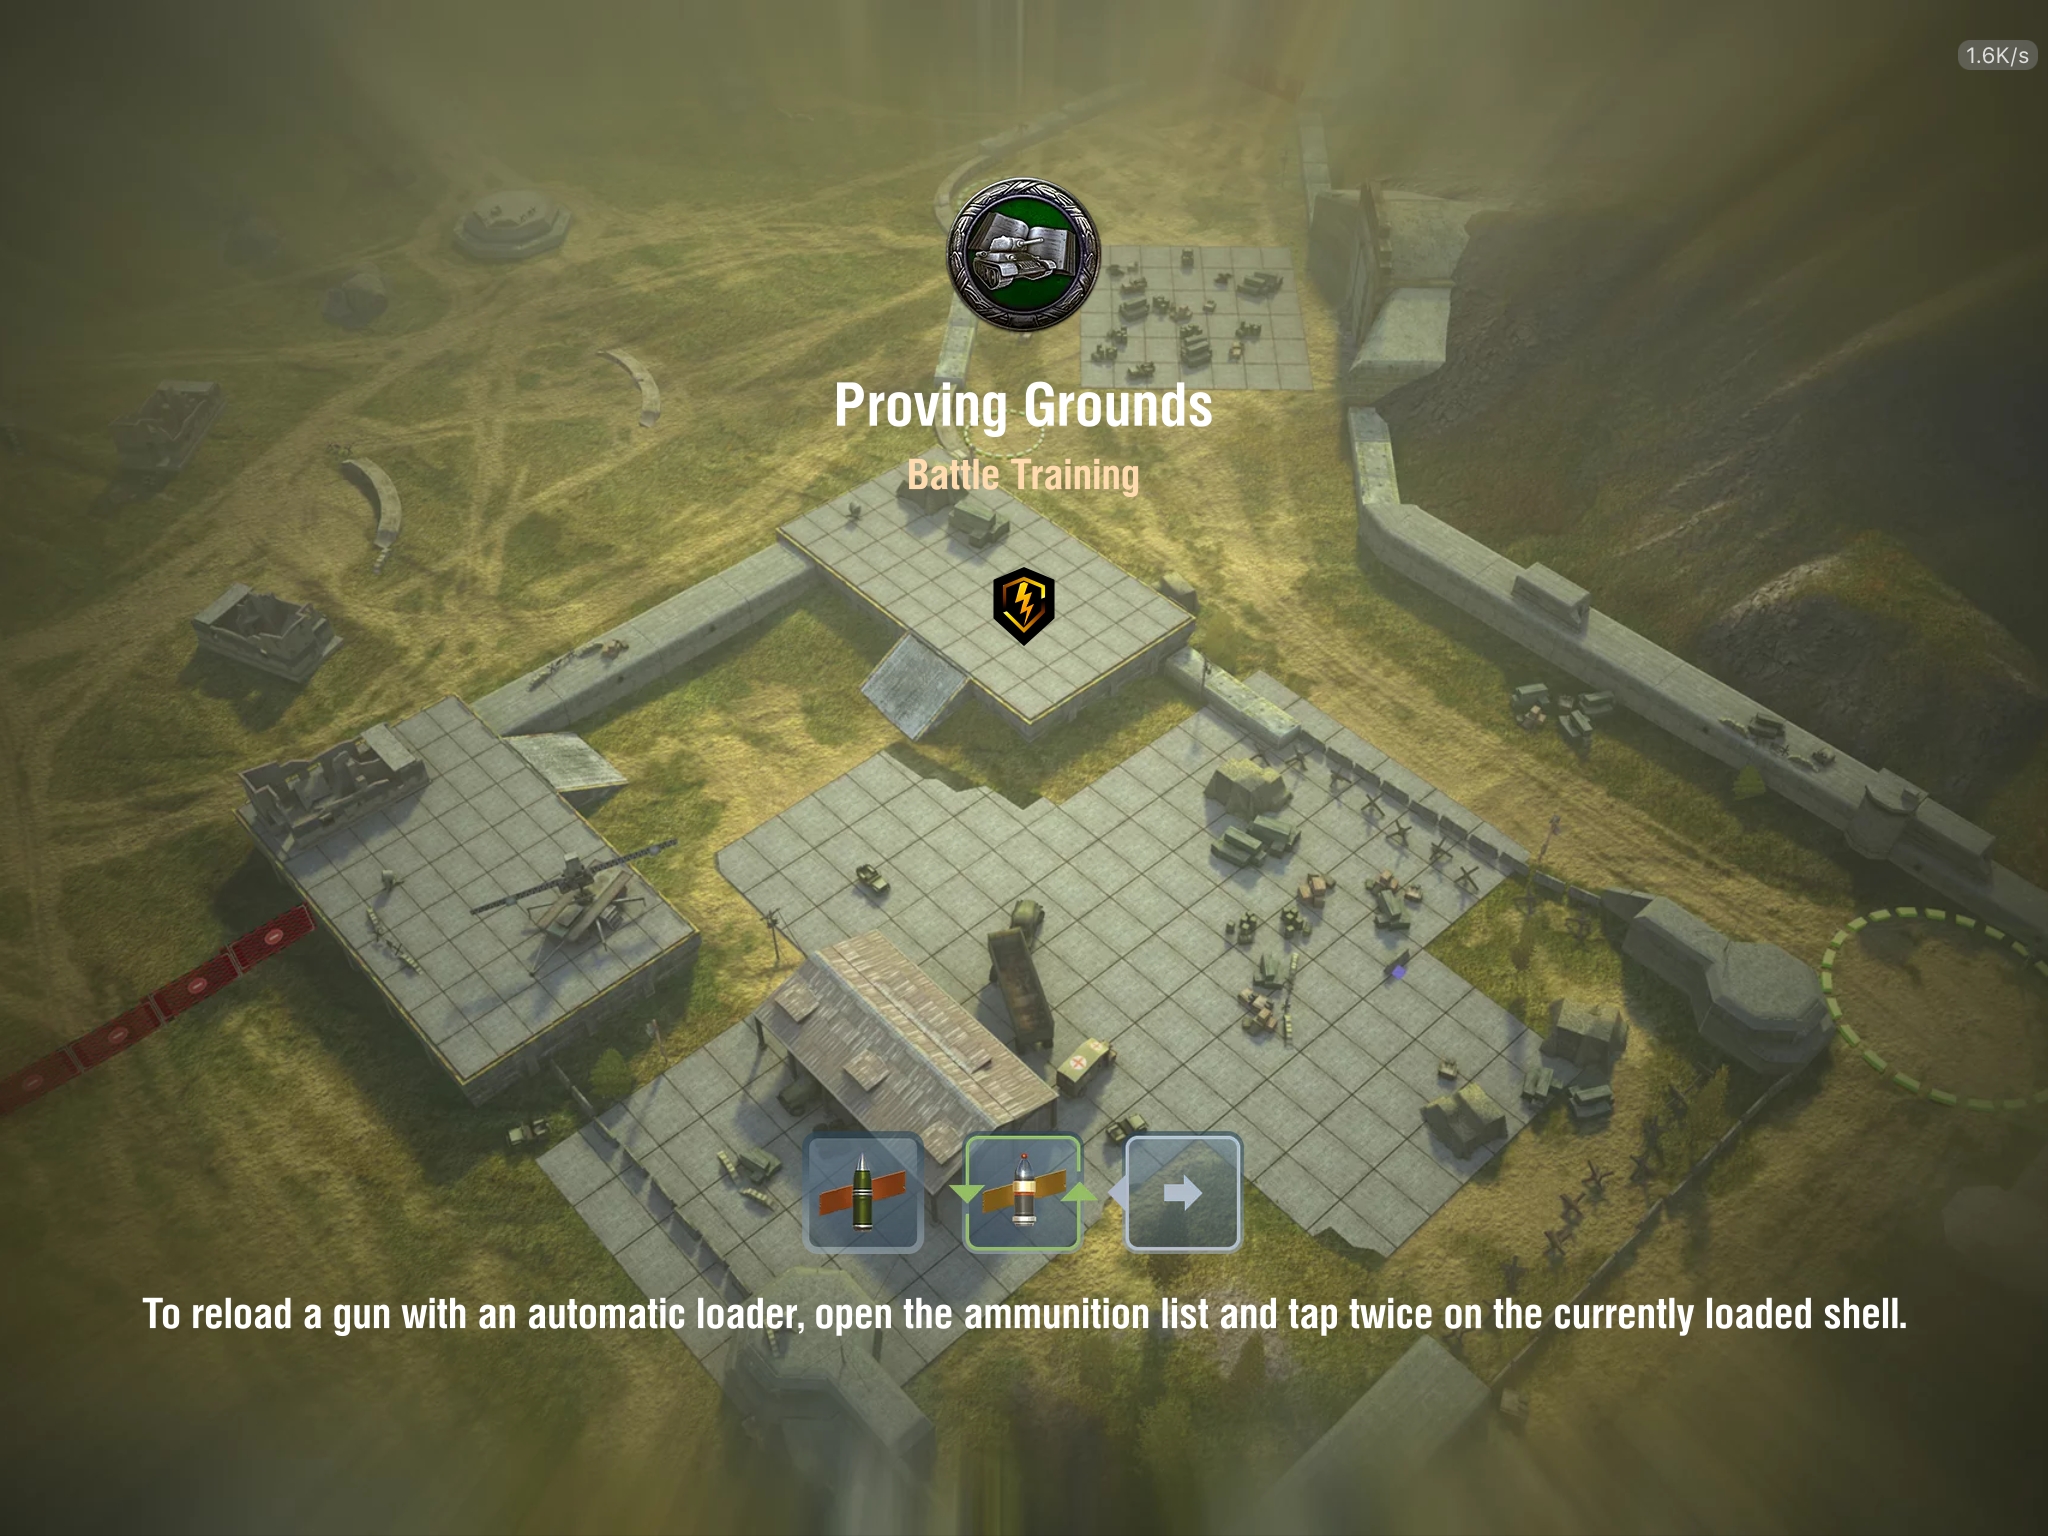 1.6K/s
Proving Grounds
Battle Training
To reload a gun with an automatic loader, open the ammunition list and tap twice on the currently loaded shell.